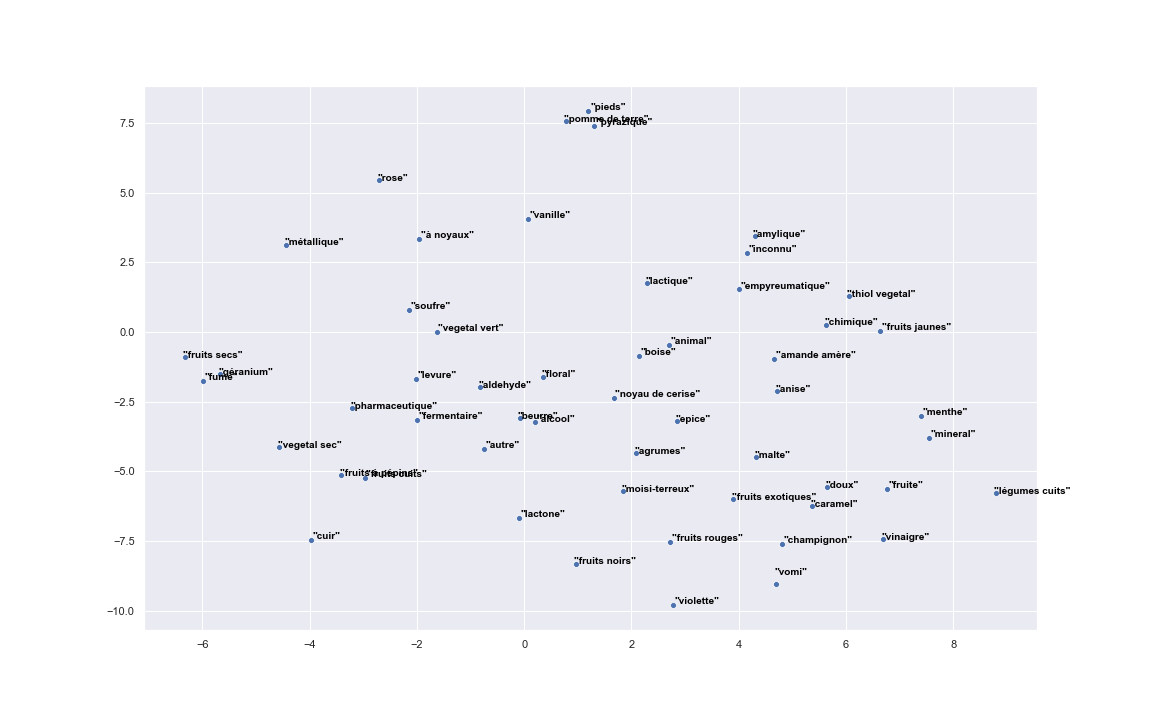 "pieds"
"pomme de terre"
"pyrazique"
7.5
"rose"
5.0
"vanille"
"à noyaux"
"amylique"
"métallique"
"inconnu"
2.5
"lactique"
"empyreumatique"
"thiol vegetal"
"soufre"
"chimique"
"vegetal vert"
"fruits jaunes"
0.0
"animal"
"boise"
"fruits secs"
"amande amère"
"géranium"
"fumé"
"levure"
"floral"
"aldehyde"
"anise"
"noyau de cerise"
−2.5
"pharmaceutique"
"menthe"
"fermentaire"
"beurre"
"alcool"
"epice"
"mineral"
"vegetal sec"
"autre"
"agrumes"
"malte"
−5.0
"fruits à pépins"
"fruits cuits"
"doux"
"fruite"
"moisi-terreux"
"légumes cuits"
"fruits exotiques"
"caramel"
"lactone"
"cuir"
"fruits rouges"
"champignon"
"vinaigre"
−7.5
"fruits noirs"
"vomi"
"violette"
−10.0
−6 −4 −2 0 2 4 6 8